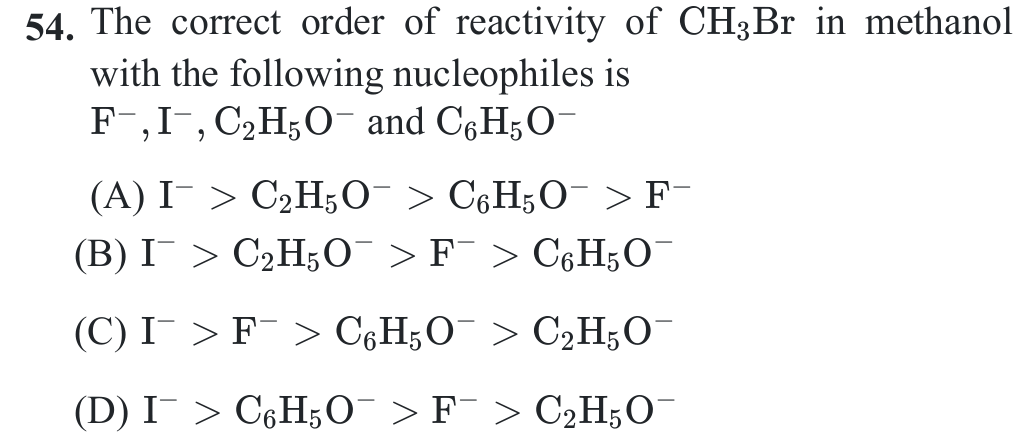 54. The correct order of reactivity of CH₃Br in methanol
with the following nucleophiles is
F⁻, I⁻, C₂H₅O⁻ and C₆H₅O⁻
(A) I⁻ > C₂H₅O⁻ > C₆H₅O⁻ > F⁻
(B) I⁻ > C₂H₅O⁻ > F⁻ > C₆H₅O⁻
(C) I⁻ > F⁻ > C₆H₅O⁻ > C₂H₅O⁻
(D) I⁻ > C₆H₅O⁻ > F⁻ > C₂H₅O⁻